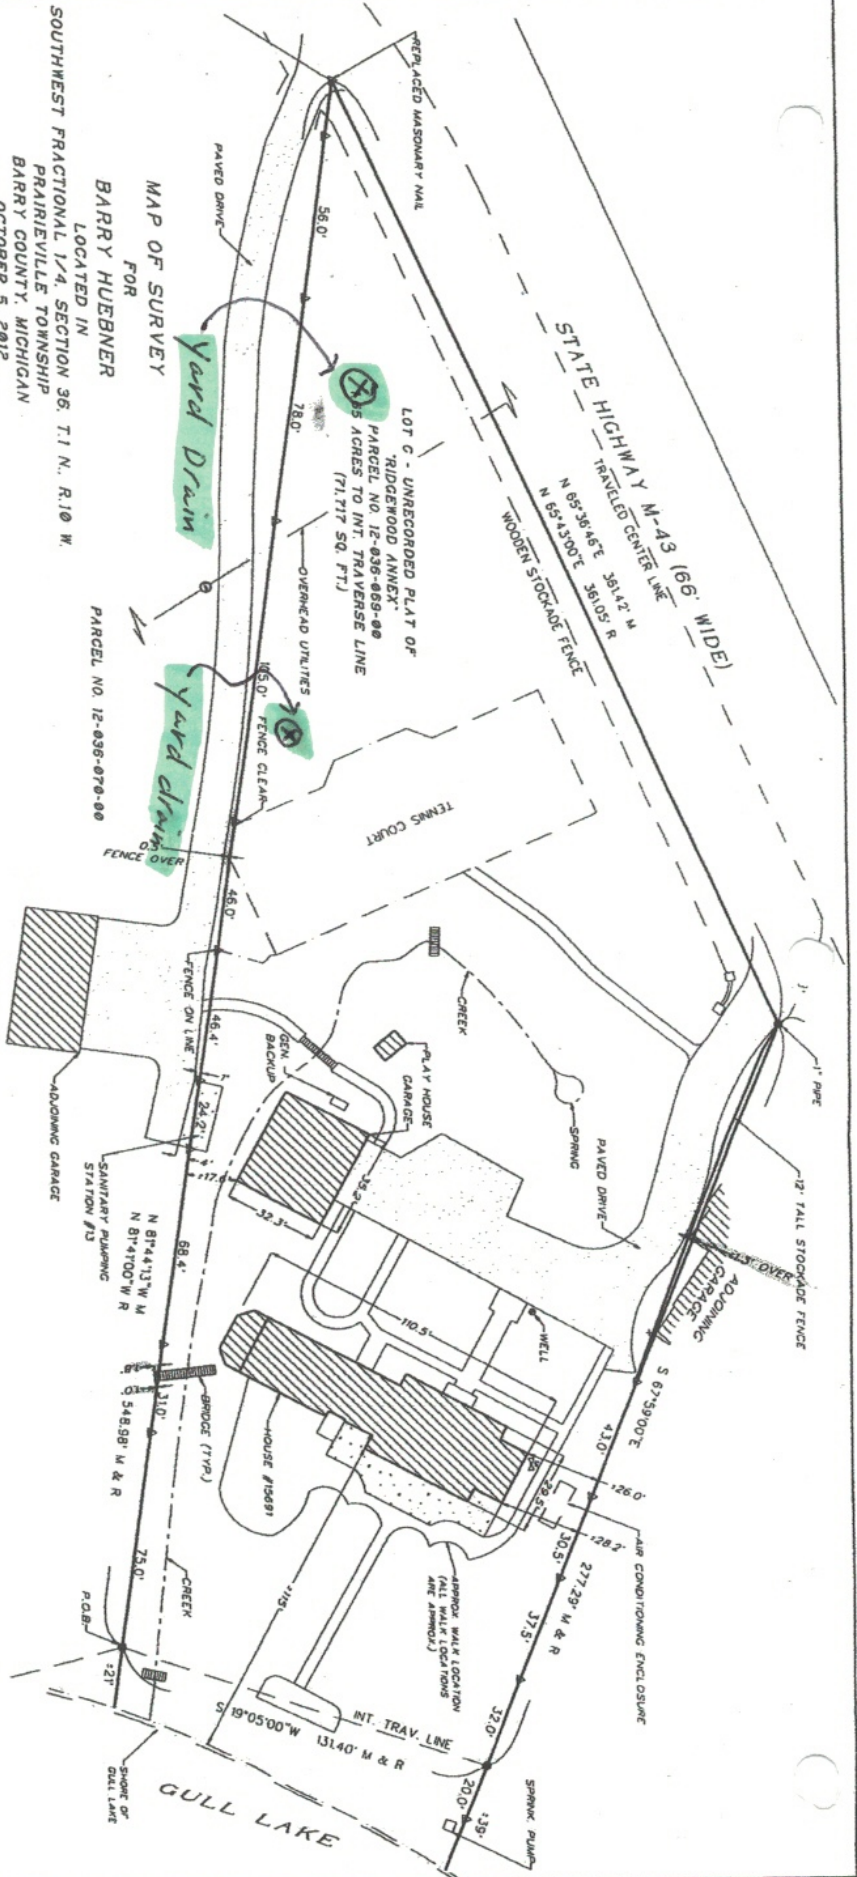 MAP OF SURVEY
FOR
BARRY HUEBNER
LOCATED IN
SOUTHWEST FRACTIONAL 1/4, SECTION 36, T.1 N., R.10 W.
PRAIRIEVILLE TOWNSHIP
BARRY COUNTY, MICHIGAN
OCTOBER 5, 2012
REPLACED MASONARY NAIL
STATE HIGHWAY M-43 (66' WIDE)
TRAVELED CENTER LINE
N 65°36'46"E 361.42' M
N 65°43'00"E 361.05' R
WOODEN STOCKADE FENCE
PAVED DRIVE
56.0'
78.0'
Yard Drain
LOT C - UNRECORDED PLAT OF
"RIDGEWOOD ANNEX"
PARCEL NO. 12-036-069-00
ACRES TO INT. TRAVERSE LINE
(71,717 SQ. FT.)
OVERHEAD UTILITIES
105.0'
FENCE CLEAR
yard drain
PARCEL NO. 12-036-070-00
FENCE OVER
TENNIS COURT
46.0'
FENCE ON LINE
46.4'
24.2'
CREEK
SPRING
PLAY HOUSE
GARAGE
GEN.
BACKUP
ADJOINING GARAGE
SANITARY PUMPING
STATION #13
32.3'
PAVED DRIVE
1" PIPE
12' TALL STOCKADE FENCE
ADJOINING
GARAGE
S 67°59'00"E
N 81°44'13"W M
N 81°41'00"W R
68.4'
31.0'
548.98' M & R
75.0'
BRIDGE (TYP.)
HOUSE #15691
110.5'
WELL
43.0'
±26.0'
29.5'
±28.2'
30.5'
277.29' M & R
37.5'
32.0'
20.0'
±39'
AIR CONDITIONING ENCLOSURE
APPROX. WALK LOCATION
(ALL WALK LOCATIONS
ARE APPROX.)
±115'
CREEK
P.O.B.
±21'
INT. TRAV. LINE
S 19°05'00"W 131.40' M & R
SPRINK. PUMP
SHORE OF
GULL LAKE
GULL LAKE